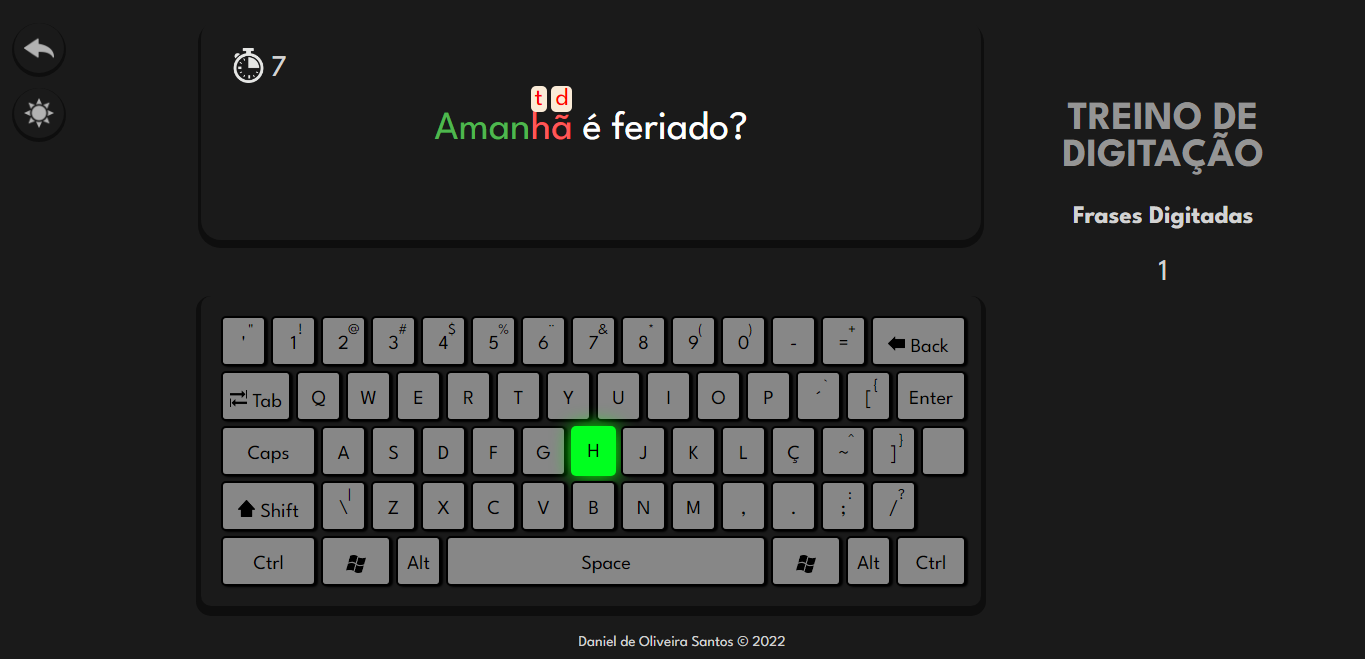 7
t d
Amanhã é feriado?
TREINO DE
DIGITAÇÃO
Frases Digitadas
1
" ' ! 1 @ 2 # 3 $ 4 % 5 ¨ 6 & 7 * 8 ( 9 ) 0 - + = Back
Tab Q W E R T Y U I O P ` ´ { [ Enter
Caps A S D F G H J K L Ç ^ ~ } ]
Shift | \ Z X C V B N M , . : ; ? /
Ctrl Alt Space Alt Ctrl
Daniel de Oliveira Santos © 2022